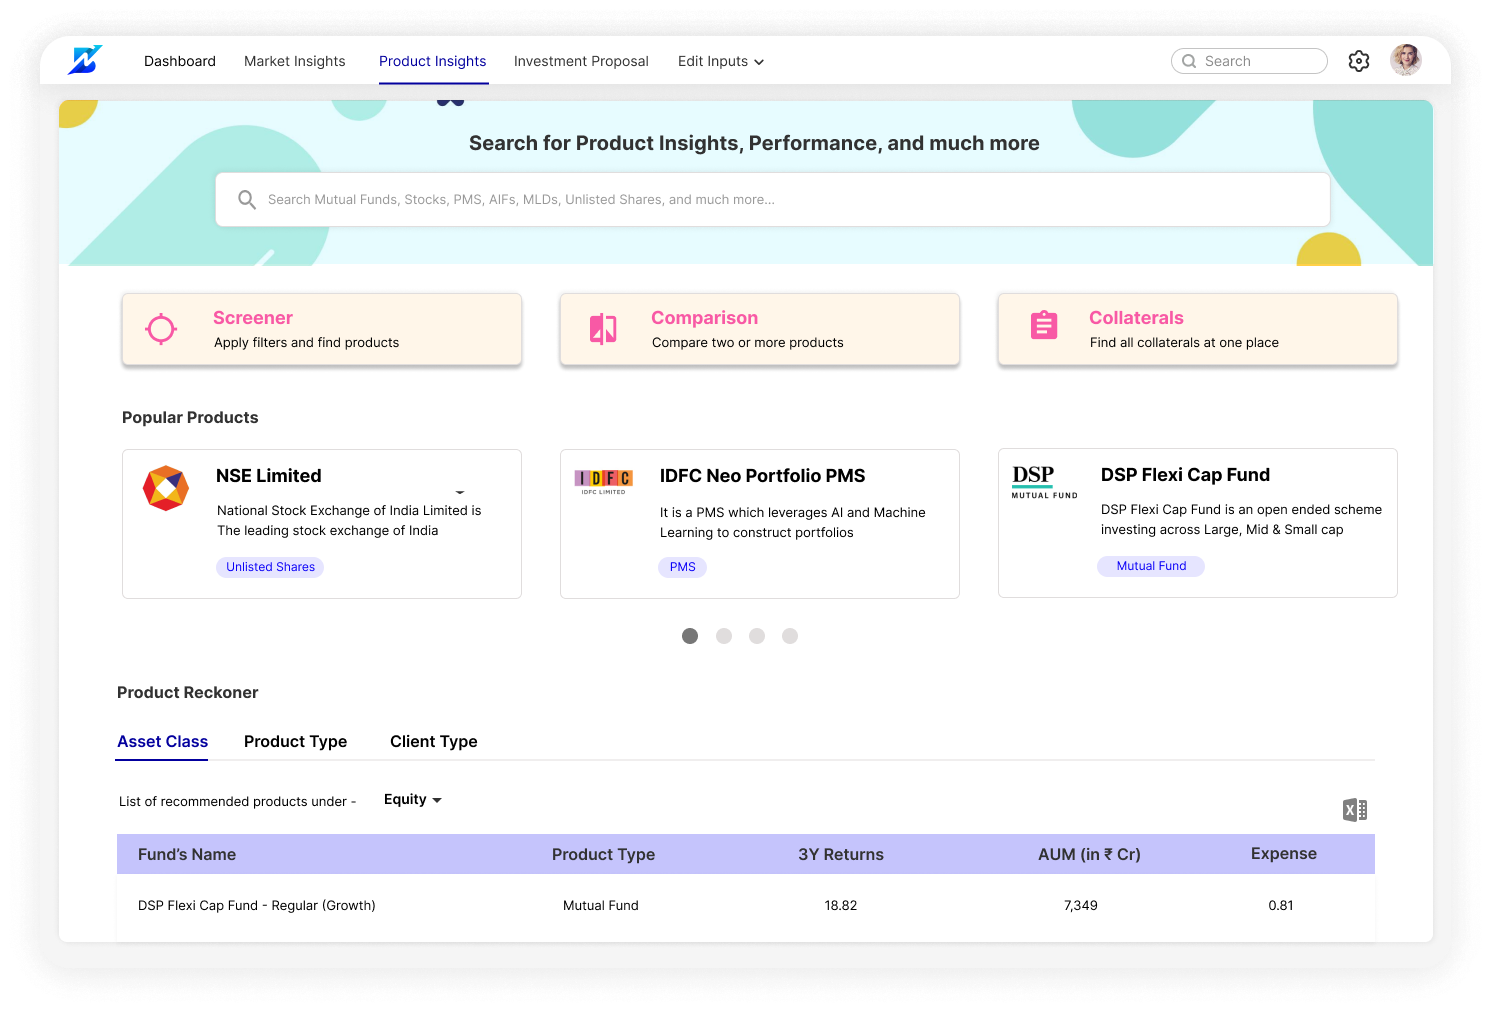 Dashboard
Market Insights
Product Insights
Investment Proposal
Edit Inputs
Search
Search for Product Insights, Performance, and much more
Search Mutual Funds, Stocks, PMS, AIFs, MLDs, Unlisted Shares, and much more...
Screener
Apply filters and find products
Comparison
Compare two or more products
Collaterals
Find all collaterals at one place
Popular Products
NSE Limited
National Stock Exchange of India Limited is
The leading stock exchange of India
Unlisted Shares
IDFC
IDFC LIMITED
IDFC Neo Portfolio PMS
It is a PMS which leverages AI and Machine
Learning to construct portfolios
PMS
DSP
MUTUAL FUND
DSP Flexi Cap Fund
DSP Flexi Cap Fund is an open ended scheme
investing across Large, Mid & Small cap
Mutual Fund
Product Reckoner
Asset Class
Product Type
Client Type
List of recommended products under -
Equity
X
Fund’s Name
Product Type
3Y Returns
AUM (in ₹ Cr)
Expense
DSP Flexi Cap Fund - Regular (Growth)
Mutual Fund
18.82
7,349
0.81